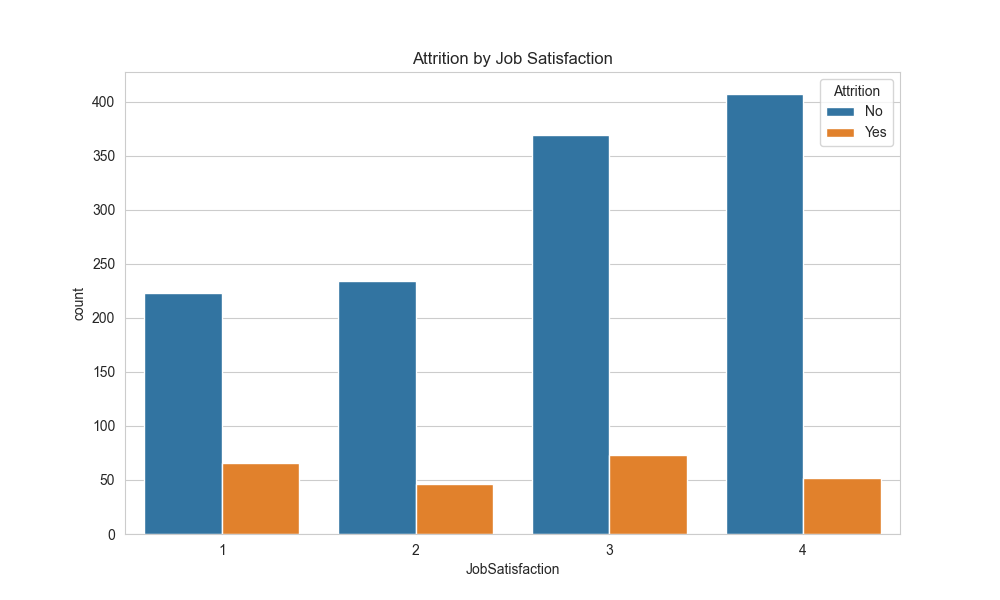 Attrition by Job Satisfaction
Attrition
No
Yes
400
350
300
250
200
150
100
50
0
count
1 2 3 4
JobSatisfaction